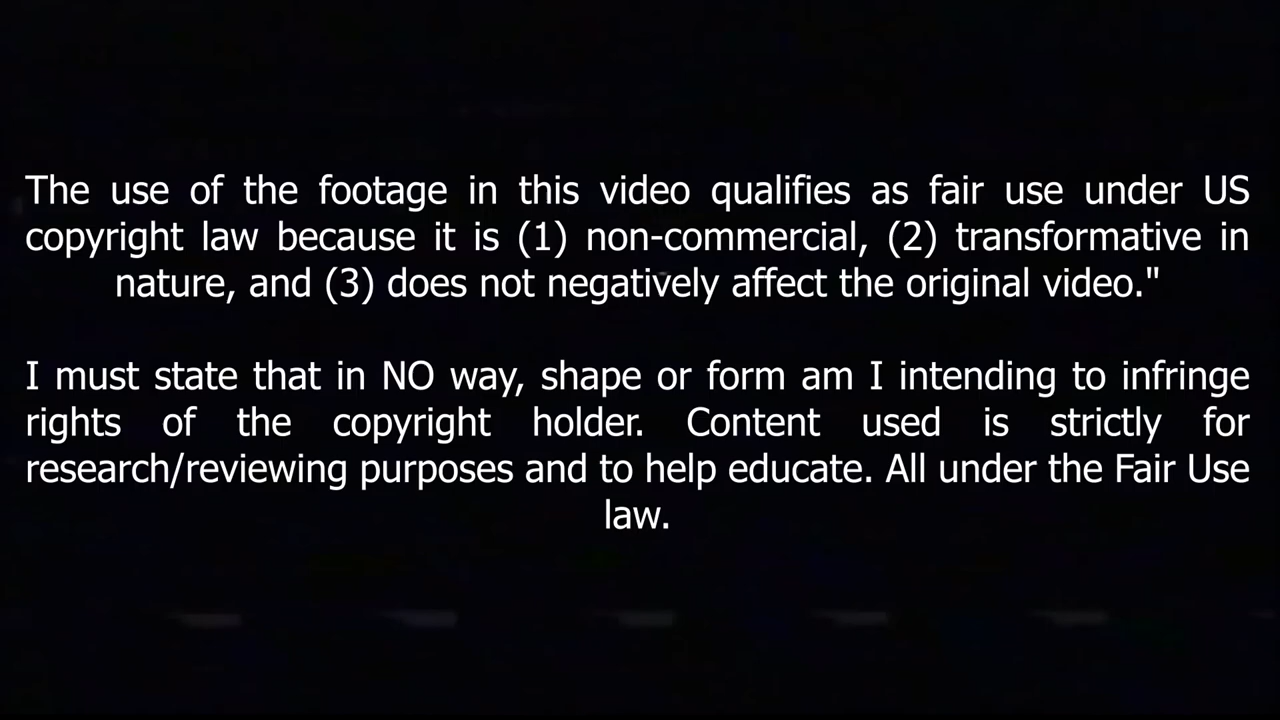 The use of the footage in this video qualifies as fair use under US
copyright law because it is (1) non-commercial, (2) transformative in
nature, and (3) does not negatively affect the original video."
I must state that in NO way, shape or form am I intending to infringe
rights of the copyright holder. Content used is strictly for
research/reviewing purposes and to help educate. All under the Fair Use
law.